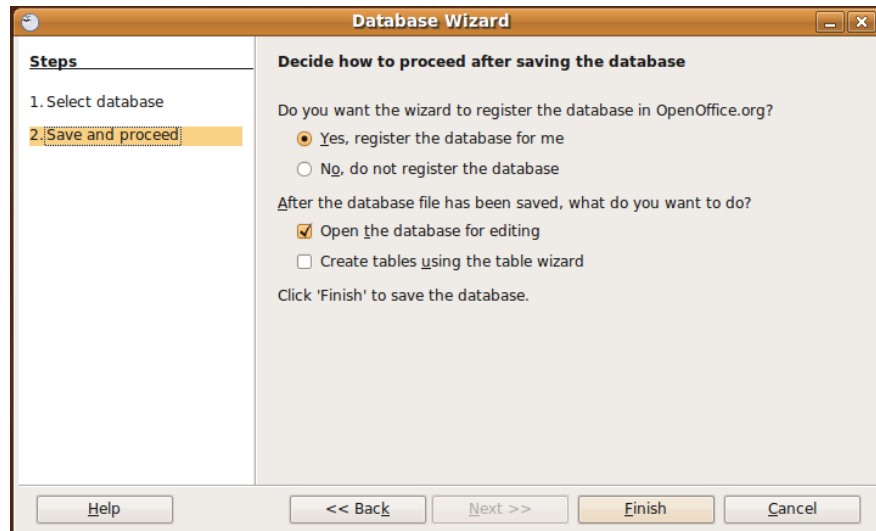 Database Wizard
Steps
1. Select database
2. Save and proceed
Decide how to proceed after saving the database
Do you want the wizard to register the database in OpenOffice.org?
Yes, register the database for me
No, do not register the database
After the database file has been saved, what do you want to do?
Open the database for editing
Create tables using the table wizard
Click 'Finish' to save the database.
Help
<< Back
Next >>
Finish
Cancel